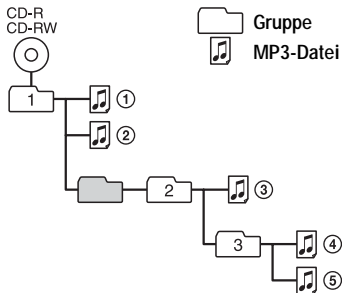 CD-R
CD-RW
Gruppe
MP3-Datei
1
①
②
2
③
3
④
⑤